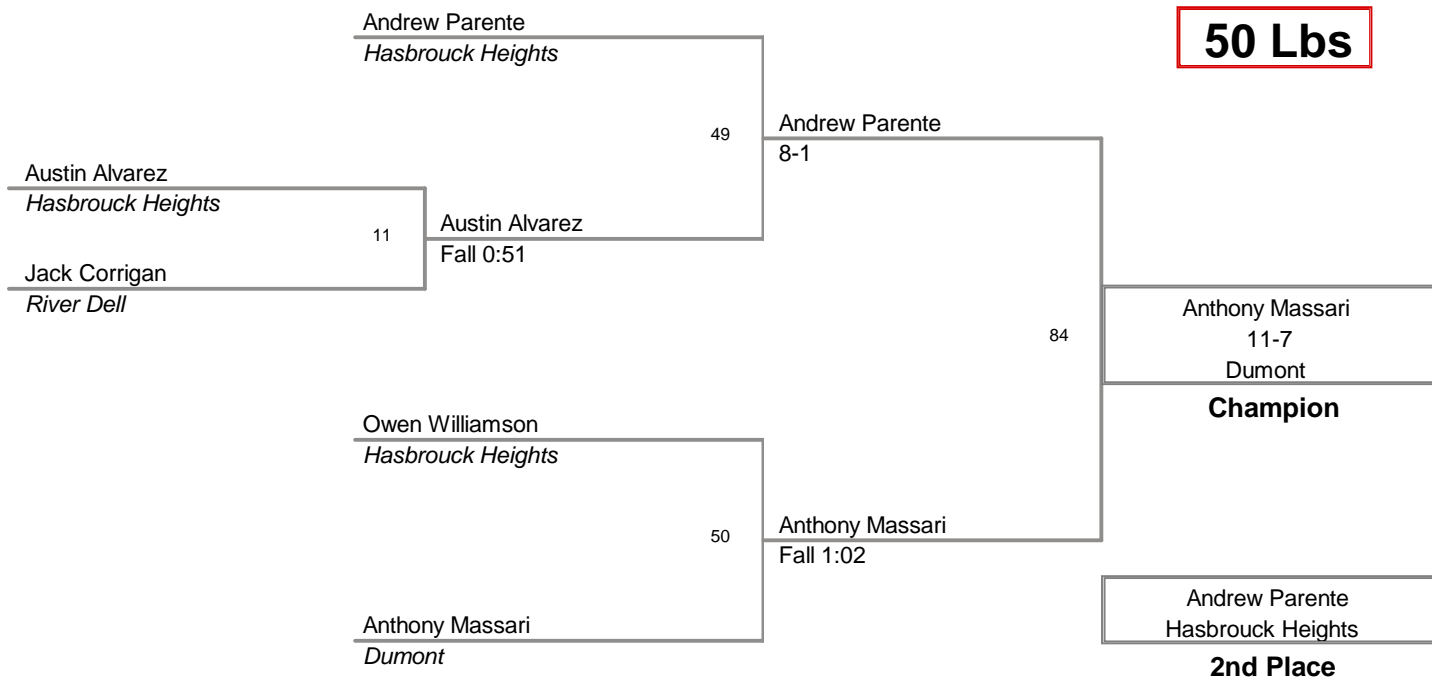 Andrew Parente
Hasbrouck Heights
50 Lbs
49
Andrew Parente
8-1
Austin Alvarez
Hasbrouck Heights
11
Austin Alvarez
Fall 0:51
Jack Corrigan
River Dell
84
Anthony Massari
11-7
Dumont
Champion
Owen Williamson
Hasbrouck Heights
50
Anthony Massari
Fall 1:02
Anthony Massari
Dumont
Andrew Parente
Hasbrouck Heights
2nd Place